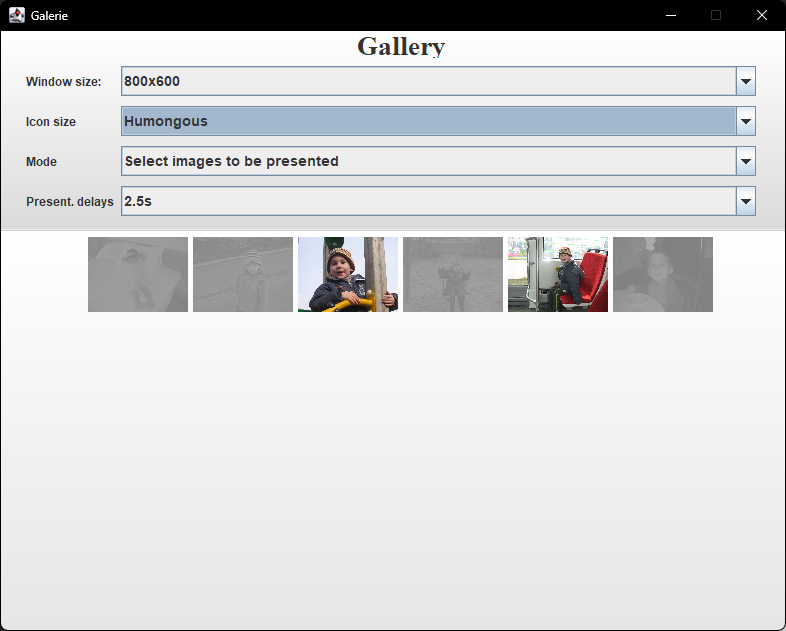 Galerie
Gallery
Window size: 800x600
Icon size Humongous
Mode Select images to be presented
Present. delays 2.5s